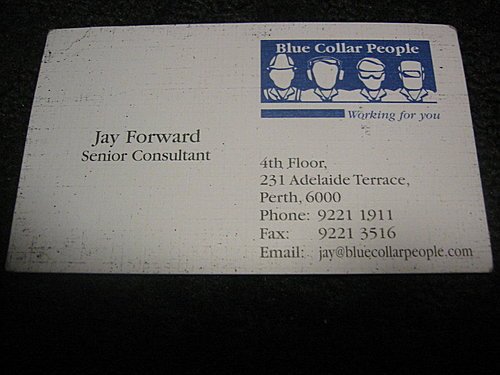 Blue Collar People
Working for you
Jay Forward
Senior Consultant
4th Floor,
231 Adelaide Terrace,
Perth, 6000
Phone: 9221 1911
Fax: 9221 3516
Email: jay@bluecollarpeople.com